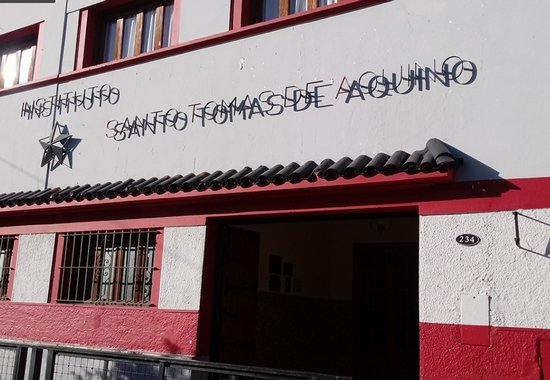 INSTITUTO
SANTO TOMAS DE AQUINO
234